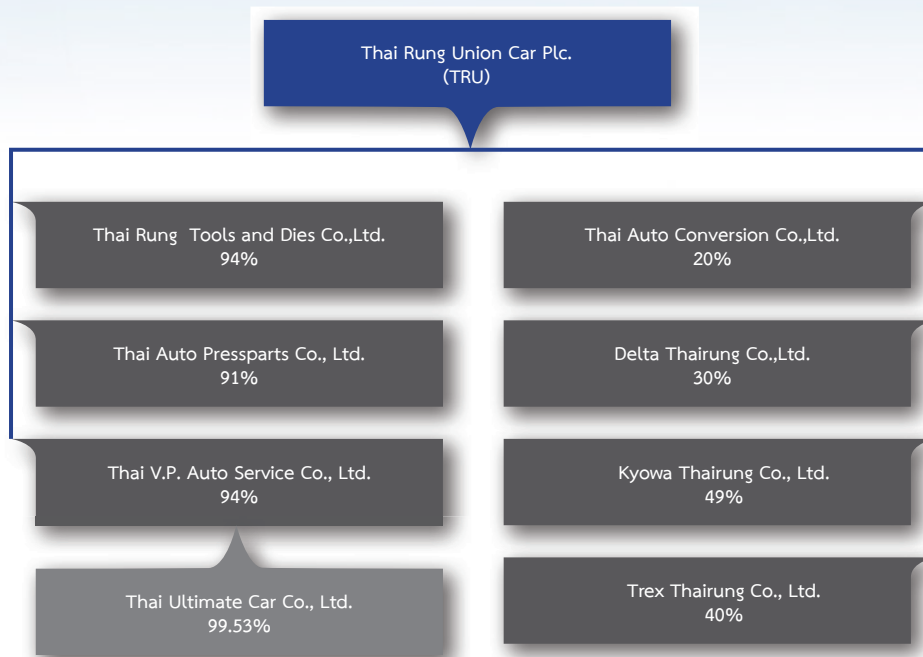 Thai Rung Union Car Plc.
(TRU)
Thai Rung Tools and Dies Co.,Ltd.
94%
Thai Auto Pressparts Co., Ltd.
91%
Thai V.P. Auto Service Co., Ltd.
94%
Thai Ultimate Car Co., Ltd.
99.53%
Thai Auto Conversion Co.,Ltd.
20%
Delta Thairung Co.,Ltd.
30%
Kyowa Thairung Co., Ltd.
49%
Trex Thairung Co., Ltd.
40%